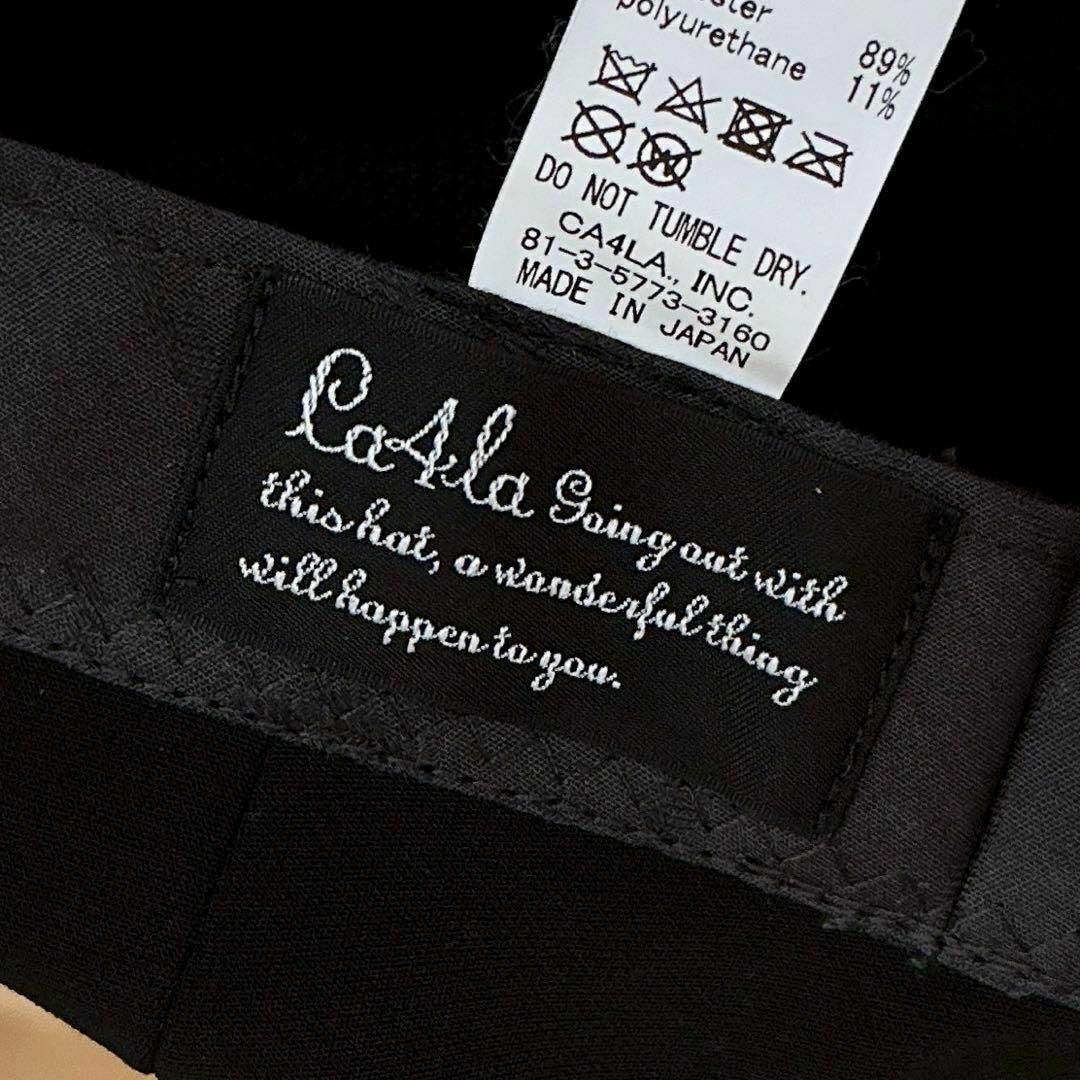 polyurethane
89%
11%
DO NOT TUMBLE DRY.
CA4LA., INC.
81-3-5773-3160
MADE IN JAPAN
Ca4la Going out with
this hat, a wonderful thing
will happen to you.